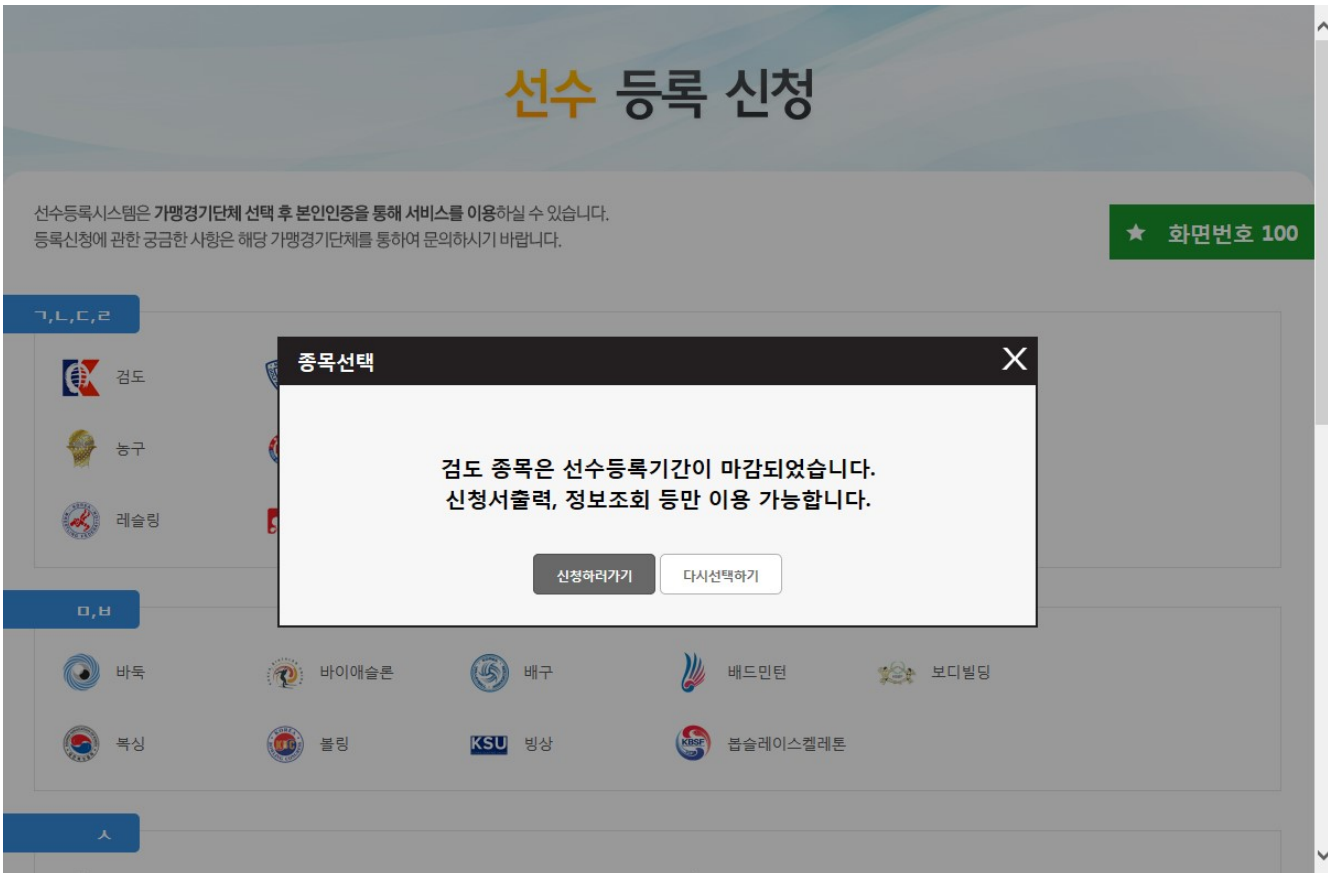 선수 등록 신청
선수등록시스템은 가맹경기단체 선택 후 본인인증을 통해 서비스를 이용하실 수 있습니다.
등록신청에 관한 궁금한 사항은 해당 가맹경기단체를 통하여 문의하시기 바랍니다.
★ 화면번호 100
ㄱ,ㄴ,ㄷ,ㄹ
검도
농구
레슬링
종목선택
X
검도 종목은 선수등록기간이 마감되었습니다.
신청서출력, 정보조회 등만 이용 가능합니다.
신청하러가기 다시선택하기
ㅁ,ㅂ
바둑 바이애슬론 배구 배드민턴 보디빌딩
복싱 볼링 KSU 빙상 KBSF 봅슬레이스켈레톤
ㅅ